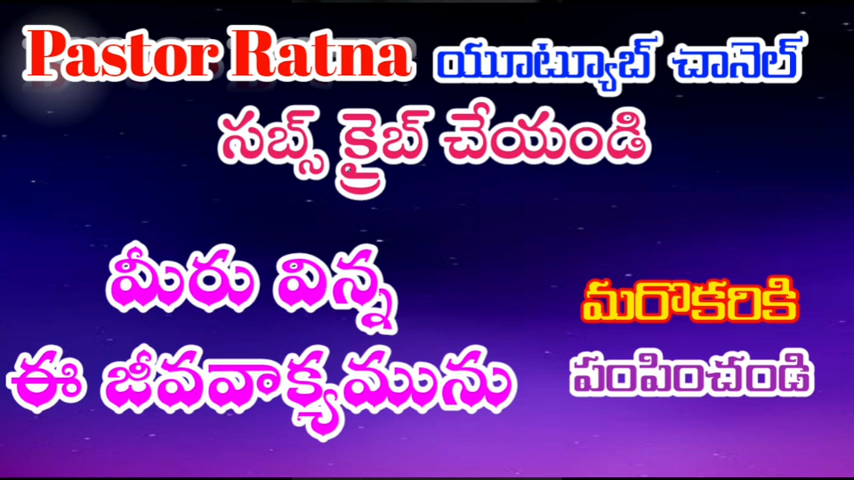 Pastor Ratna యూట్యూబ్ చానెల్
సబ్స్ క్రైబ్ చేయండి
మీరు విన్న
ఈ జీవవాక్యమును
మరొకరికి
పంపించండి